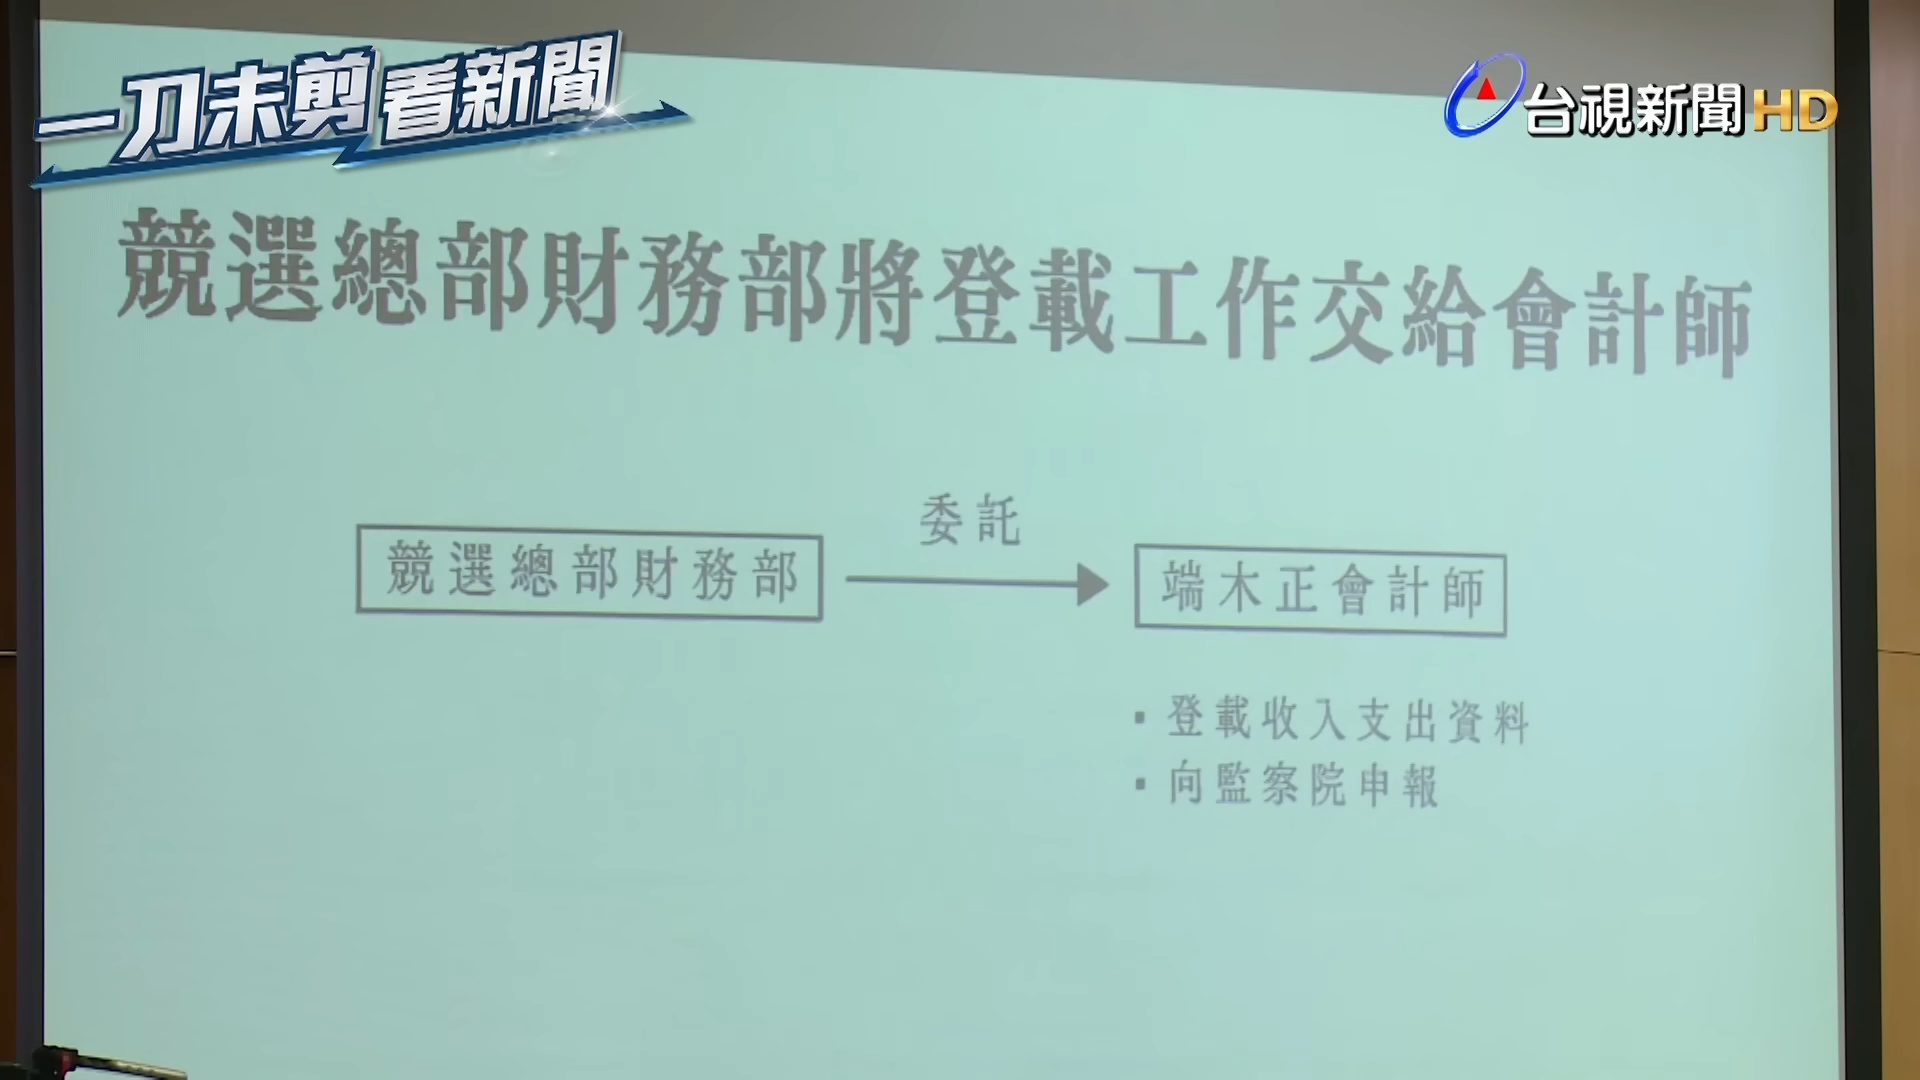 一刀未剪看新聞
台視新聞HD
競選總部財務部將登載工作交給會計師
委託
競選總部財務部
端木正會計師
▪ 登載收入支出資料
▪ 向監察院申報